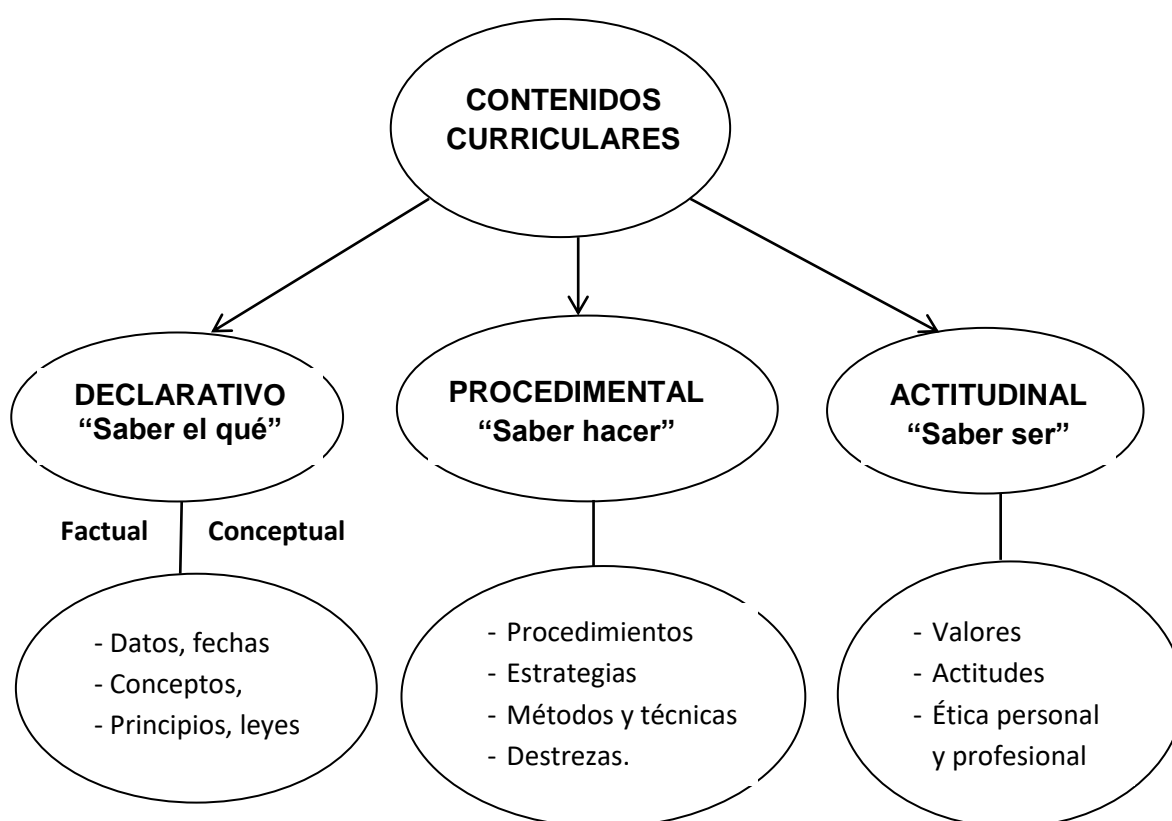 CONTENIDOS
CURRICULARES
DECLARATIVO
“Saber el qué”
PROCEDIMENTAL
“Saber hacer”
ACTITUDINAL
“Saber ser”
Factual
Conceptual
- Datos, fechas
- Conceptos,
- Principios, leyes
- Procedimientos
- Estrategias
- Métodos y técnicas
- Destrezas.
- Valores
- Actitudes
- Ética personal
y profesional